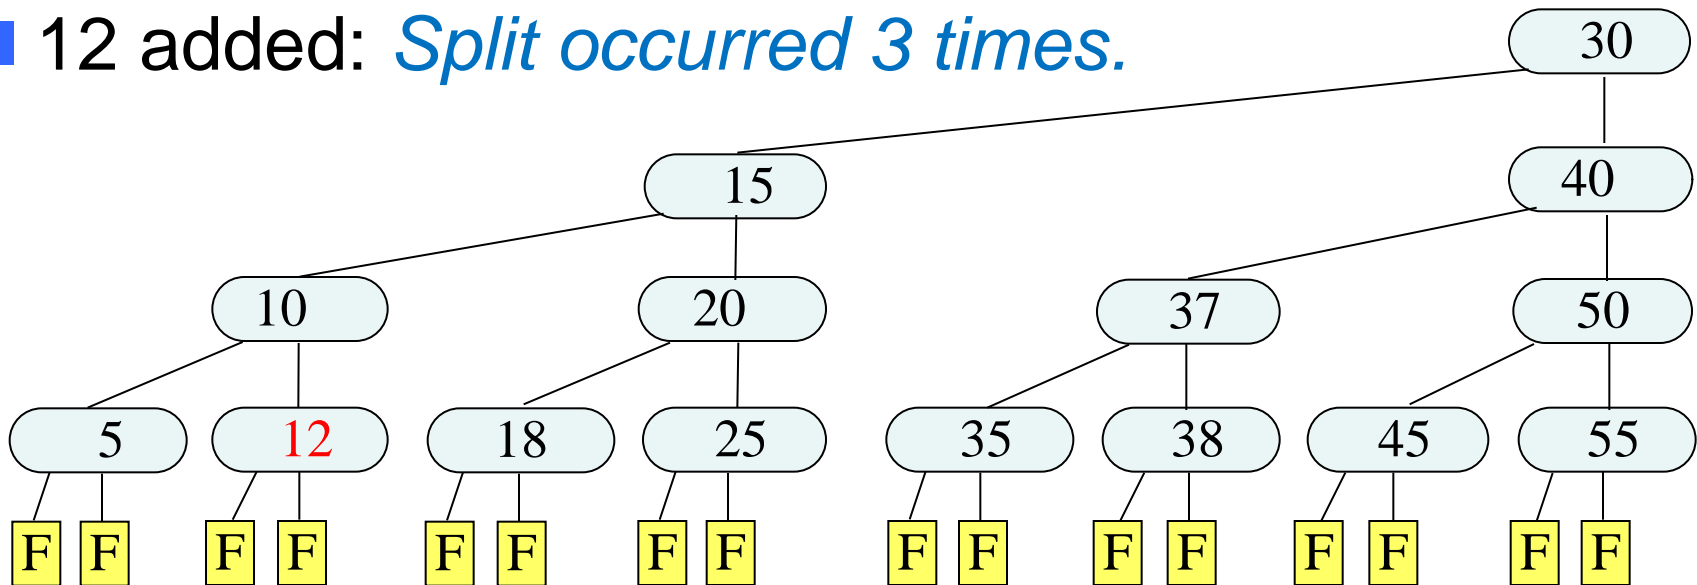 12 added: Split occurred 3 times.
30
15 40
10 20 37 50
5 12 18 25 35 38 45 55
F F F F F F F F F F F F F F F F